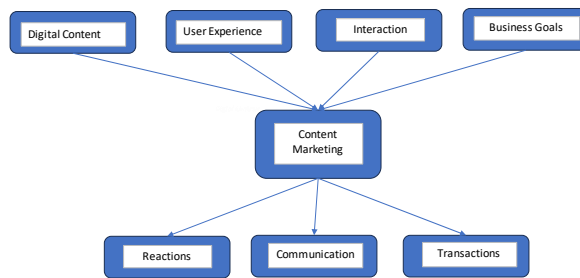 Digital Content
User Experience
Interaction
Business Goals
Content
Marketing
Reactions
Communication
Transactions